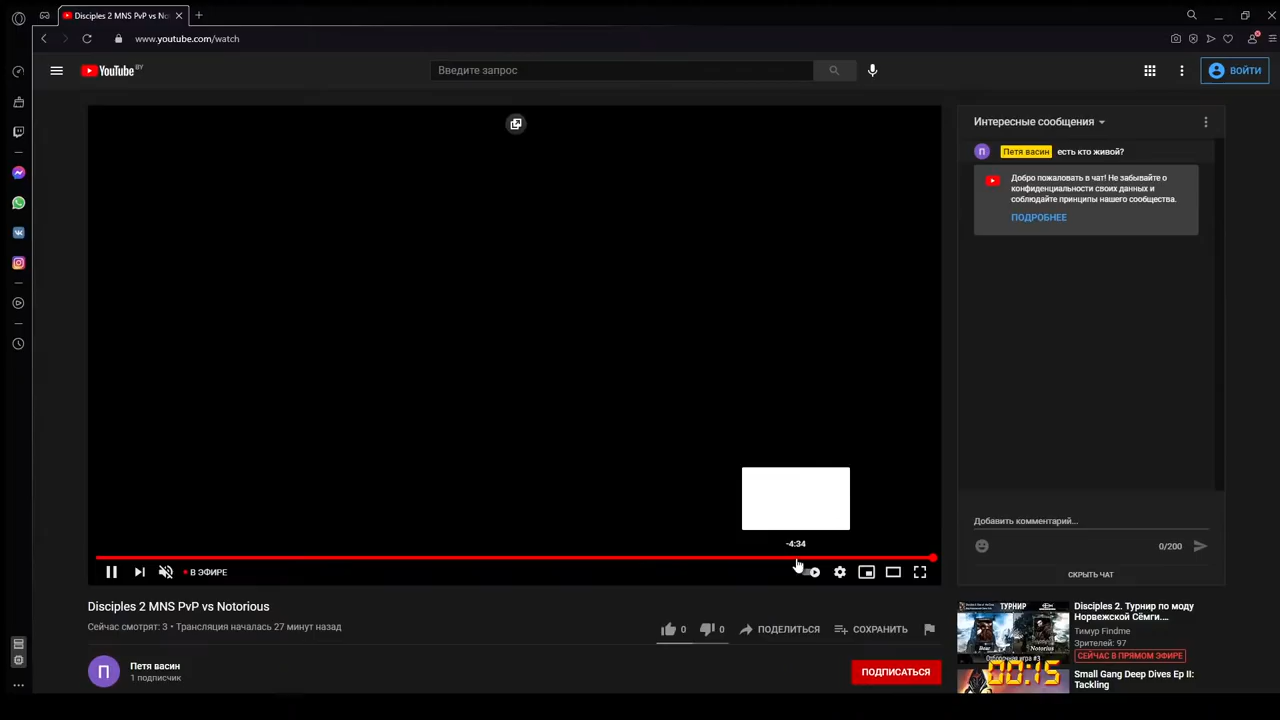 Disciples 2 MNS PvP vs No
www.youtube.com/watch
YouTube BY
Введите запрос
ВОЙТИ
Интересные сообщения
П Петя васин есть кто живой?
Добро пожаловать в чат! Не забывайте о
конфиденциальности своих данных и
соблюдайте принципы нашего сообщества.
ПОДРОБНЕЕ
-4:34
В ЭФИРЕ
Добавить комментарий...
0/200
СКРЫТЬ ЧАТ
Disciples 2 MNS PvP vs Notorious
Сейчас смотрят: 3 • Трансляция началась 27 минут назад
0
0
ПОДЕЛИТЬСЯ
СОХРАНИТЬ
П
Петя васин
1 подписчик
ПОДПИСАТЬСЯ
ТУРНИР
Notorious
Отборочная игра #3
00:15
Disciples 2. Турнир по моду
Норвежской Сёмги....
Тимур Findme
Зрителей: 97
СЕЙЧАС В ПРЯМОМ ЭФИРЕ
Small Gang Deep Dives Ep II:
Tackling